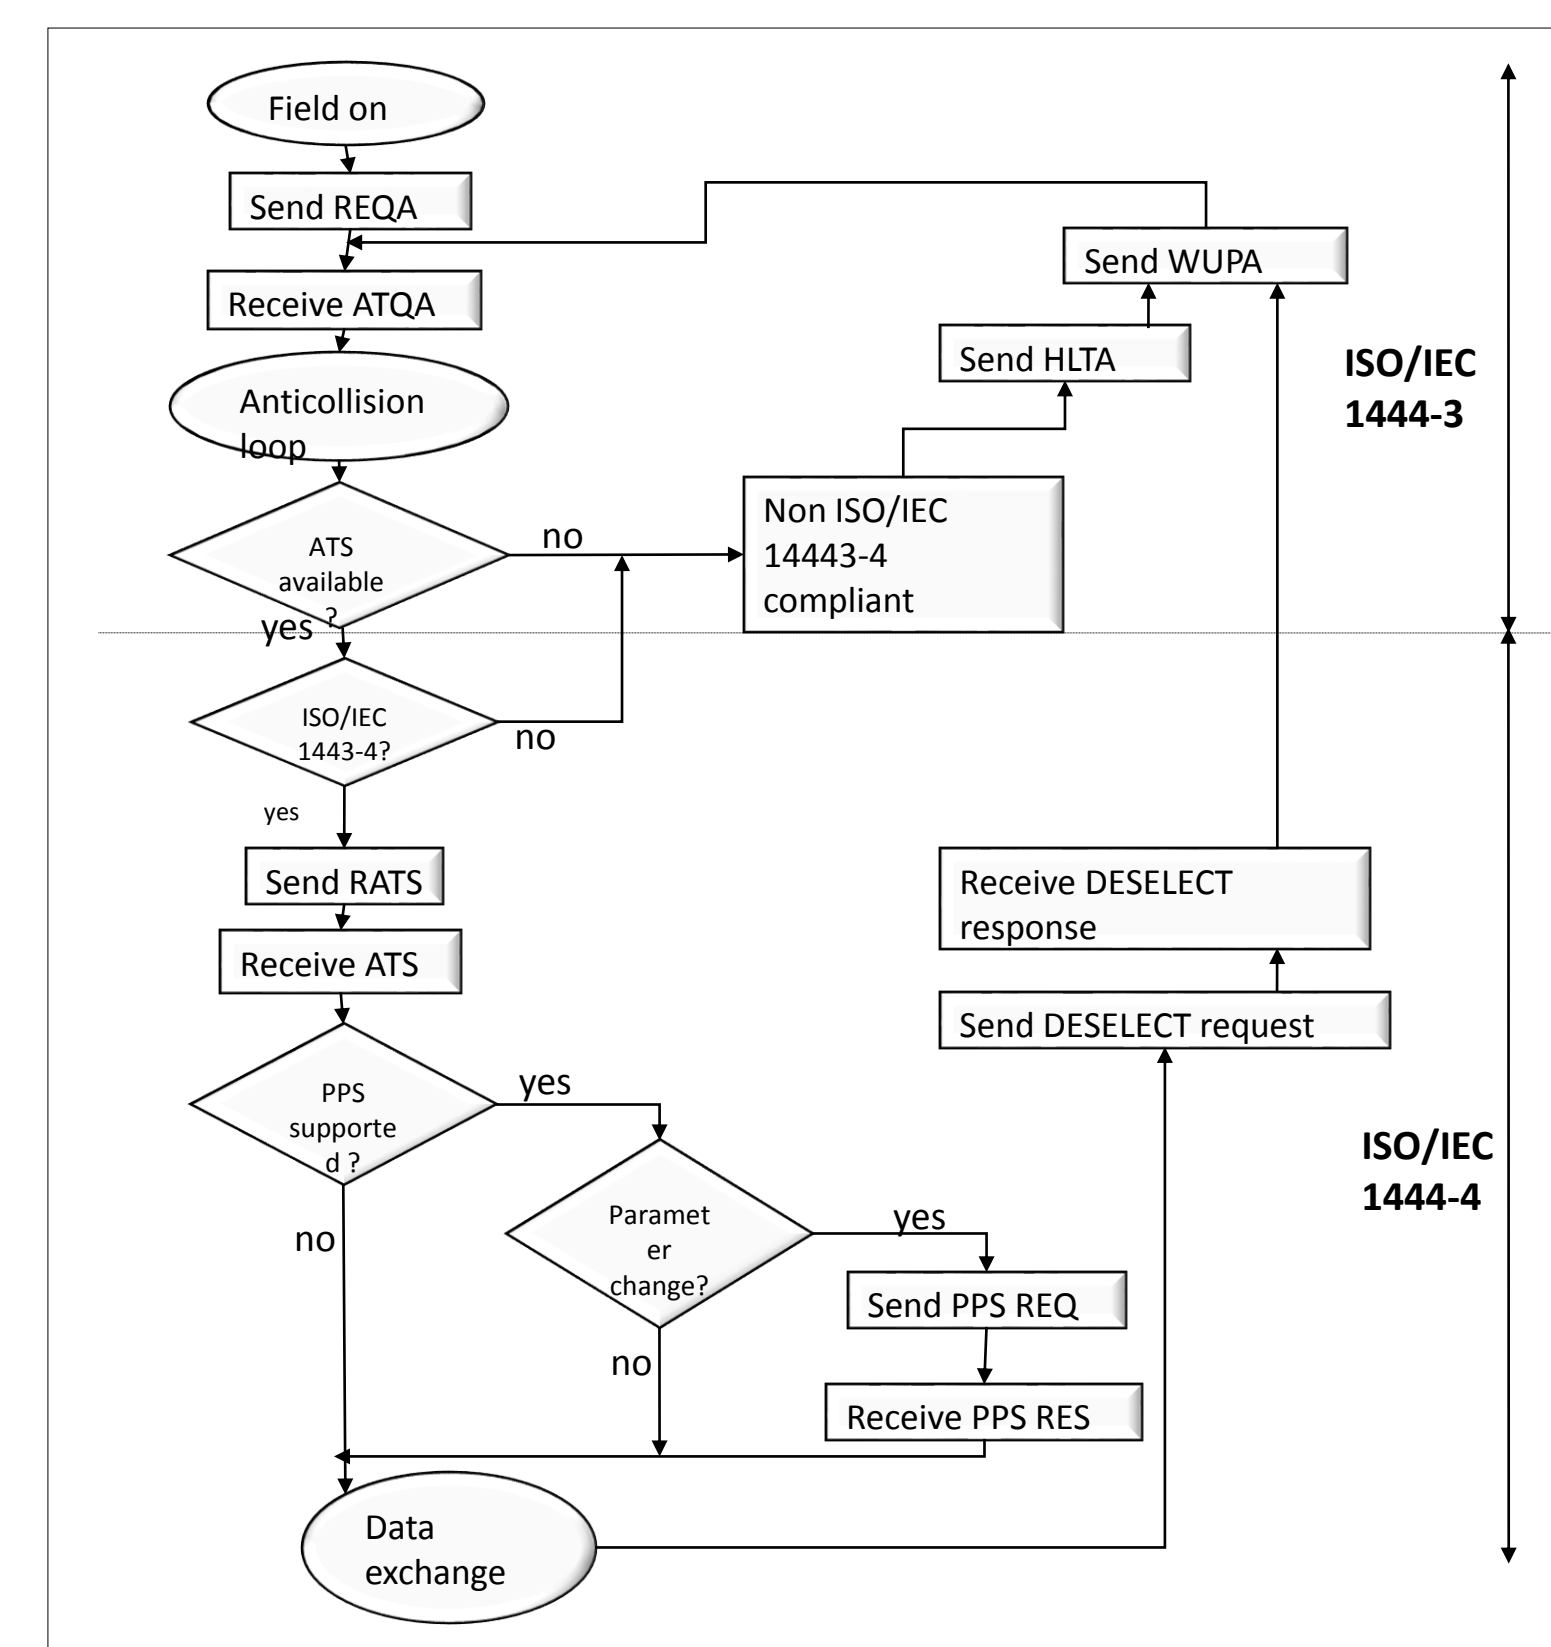 Field on
Send REQA
Send WUPA
Receive ATQA
Send HLTA
ISO/IEC
1444-3
Anticollision
loop
ATS
available
?
no
Non ISO/IEC
14443-4
compliant
yes
ISO/IEC
1443-4?
no
yes
Send RATS
Receive DESELECT
response
Receive ATS
Send DESELECT request
PPS
supporte
d ?
yes
ISO/IEC
1444-4
no
Paramet
er
change?
yes
Send PPS REQ
no
Receive PPS RES
Data
exchange